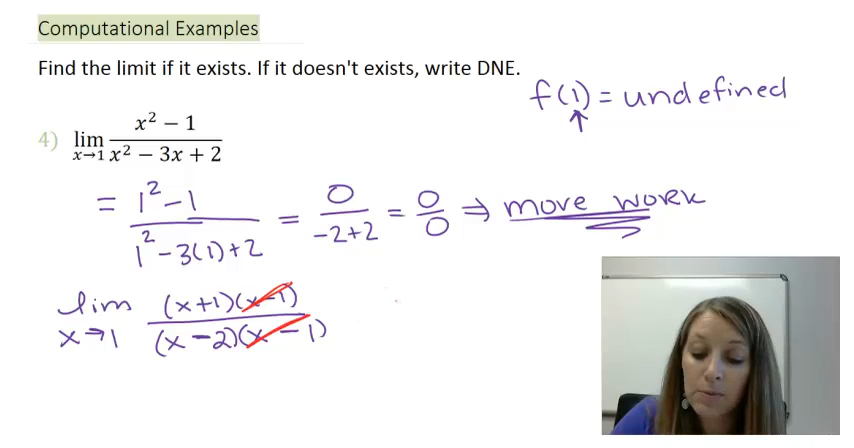 Computational Examples
Find the limit if it exists. If it doesn't exists, write DNE.
f(1) = undefined
↑
4) lim x→1 (x² − 1)/(x² − 3x + 2)
= (1² − 1)/(1² − 3(1) + 2) = 0/(−2+2) = 0/0 ⇒ move work
lim x→1 ((x+1)(x−1))/((x−2)(x−1))